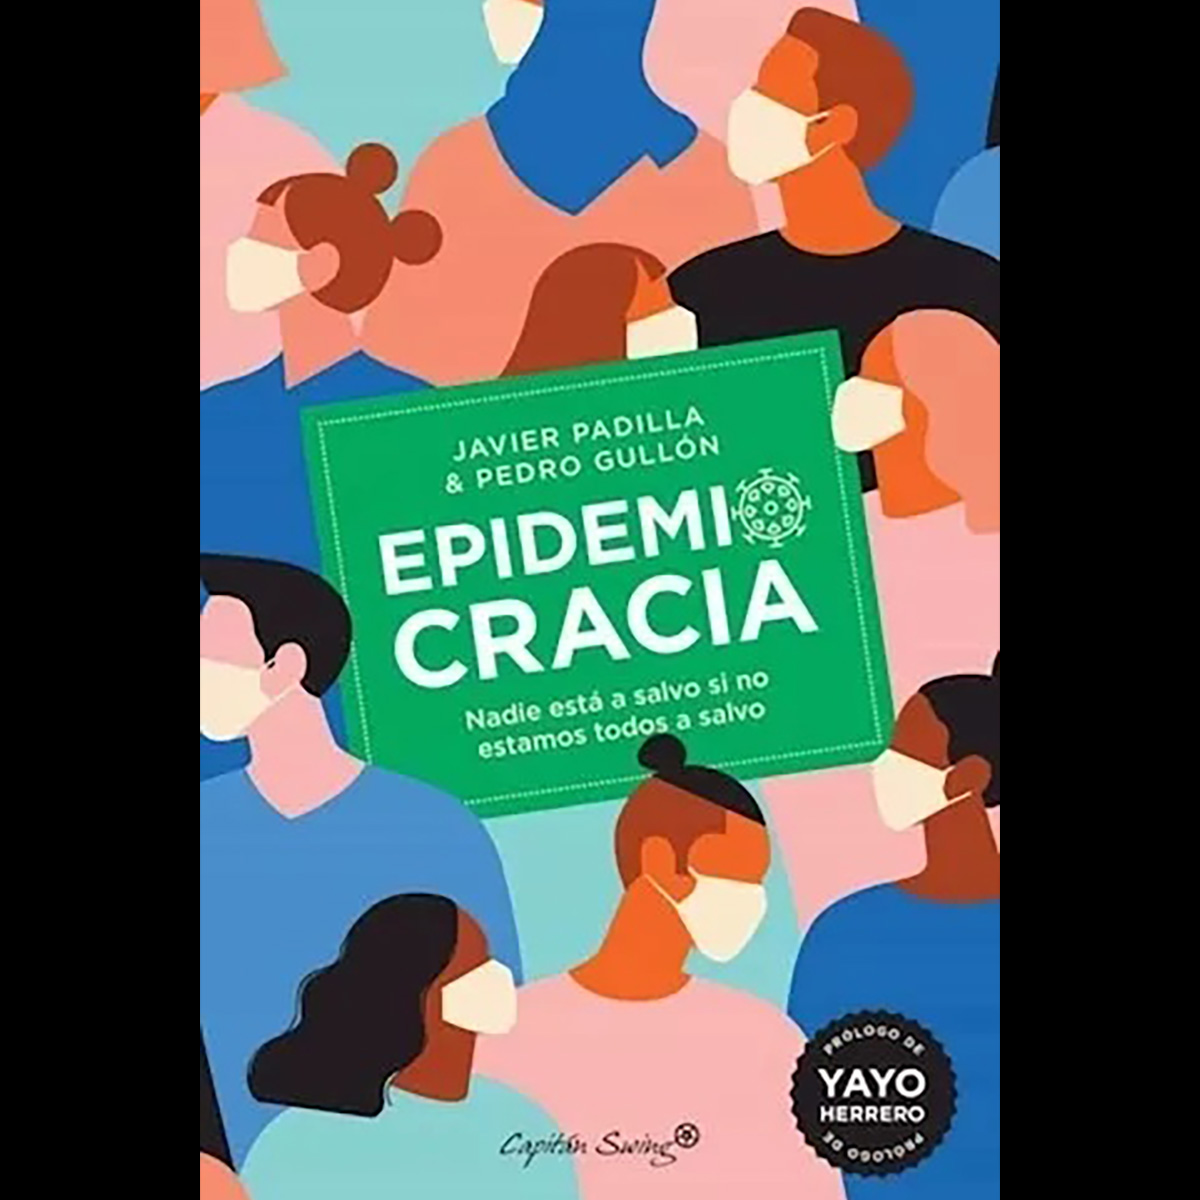 JAVIER PADILLA
& PEDRO GULLÓN
EPIDEMI
CRACIA
Nadie está a salvo si no
estamos todos a salvo
PRÓLOGO DE
YAYO
HERRERO
PRÓLOGO DE
Capitán Swing